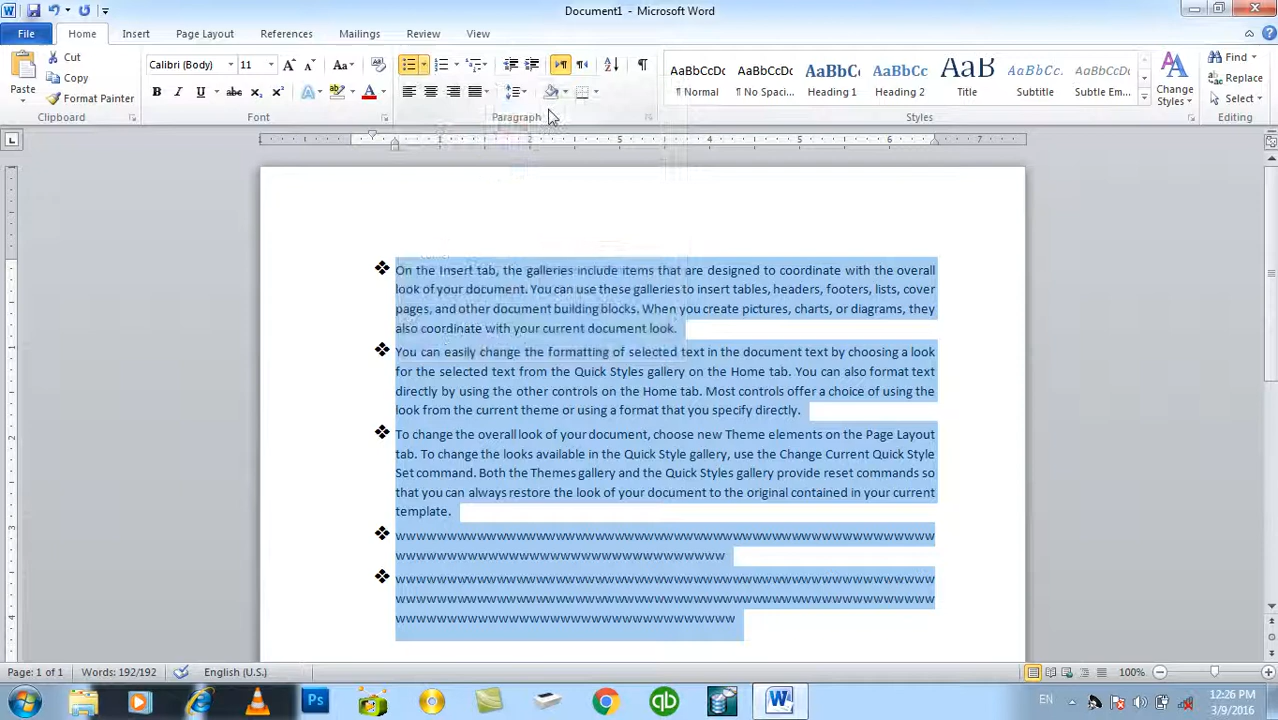 Document1 - Microsoft Word
File Home Insert Page Layout References Mailings Review View
Cut
Copy
Paste
Format Painter
Clipboard
Calibri (Body) 11
Font
Paragraph
AaBbCcDc AaBbCcDc AaBbC AaBbCc AaB AaBbCc. AaBbCcDc
¶ Normal ¶ No Spaci... Heading 1 Heading 2 Title Subtitle Subtle Em...
Change
Styles
Styles
Find
Replace
Select
Editing
On the Insert tab, the galleries include items that are designed to coordinate with the overall
look of your document. You can use these galleries to insert tables, headers, footers, lists, cover
pages, and other document building blocks. When you create pictures, charts, or diagrams, they
also coordinate with your current document look.
You can easily change the formatting of selected text in the document text by choosing a look
for the selected text from the Quick Styles gallery on the Home tab. You can also format text
directly by using the other controls on the Home tab. Most controls offer a choice of using the
look from the current theme or using a format that you specify directly.
To change the overall look of your document, choose new Theme elements on the Page Layout
tab. To change the looks available in the Quick Style gallery, use the Change Current Quick Style
Set command. Both the Themes gallery and the Quick Styles gallery provide reset commands so
that you can always restore the look of your document to the original contained in your current
template.
Page: 1 of 1 Words: 192/192 English (U.S.) 100%
EN 12:26 PM
3/9/2016